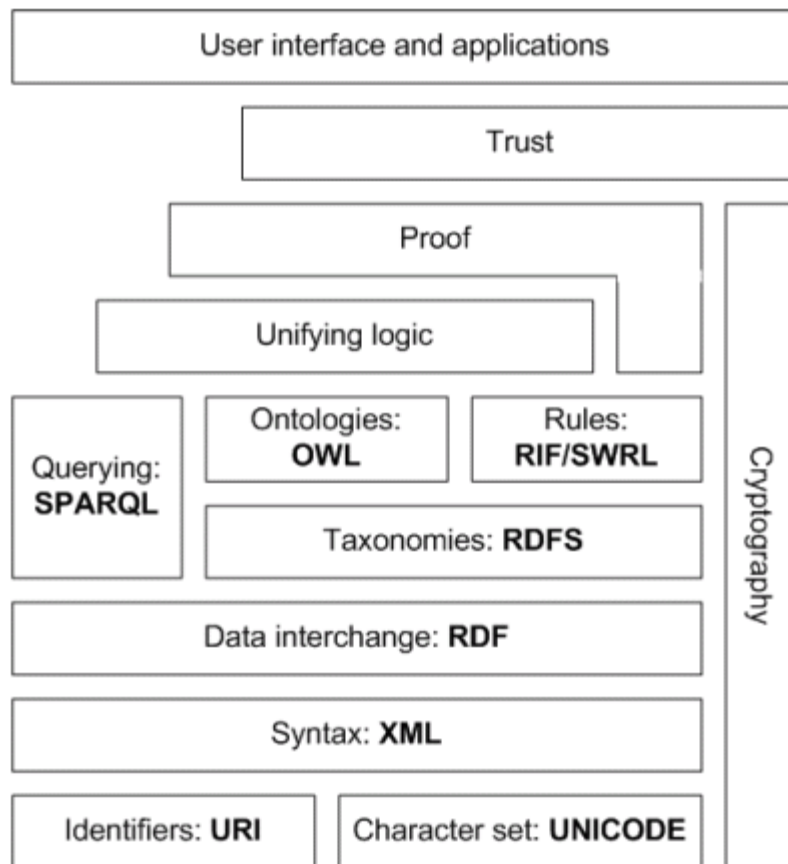 User interface and applications
Trust
Proof
Unifying logic
Querying:
SPARQL
Ontologies:
OWL
Rules:
RIF/SWRL
Taxonomies: RDFS
Cryptography
Data interchange: RDF
Syntax: XML
Identifiers: URI
Character set: UNICODE